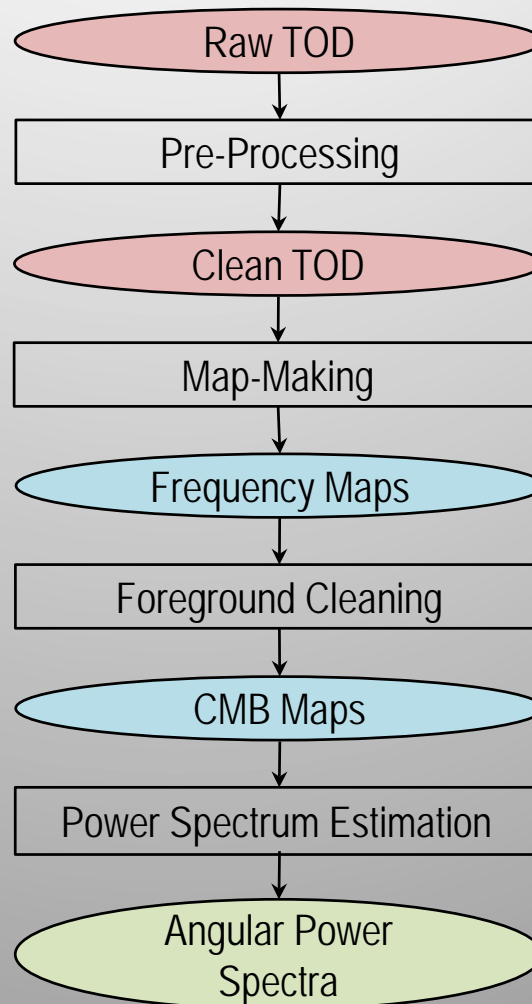 Raw TOD
Pre-Processing
Clean TOD
Map-Making
Frequency Maps
Foreground Cleaning
CMB Maps
Power Spectrum Estimation
Angular Power
Spectra